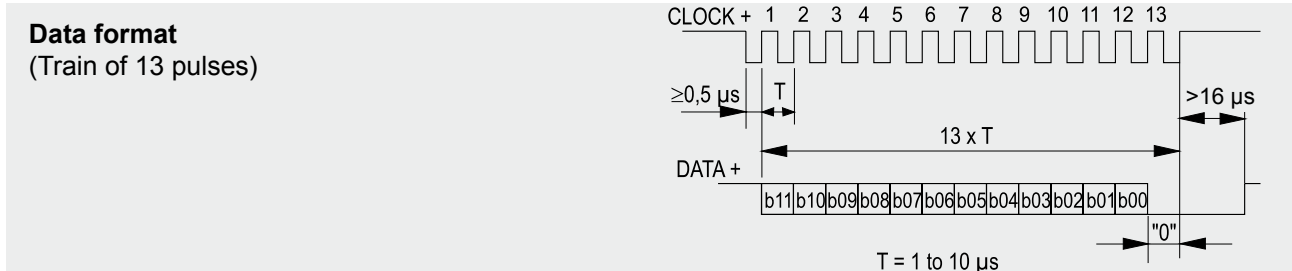 Data format
(Train of 13 pulses)
CLOCK + 1 2 3 4 5 6 7 8 9 10 11 12 13
≥0,5 µs T >16 µs
13 x T
DATA +
b11 b10 b09 b08 b07 b06 b05 b04 b03 b02 b01 b00
"0"
T = 1 to 10 µs